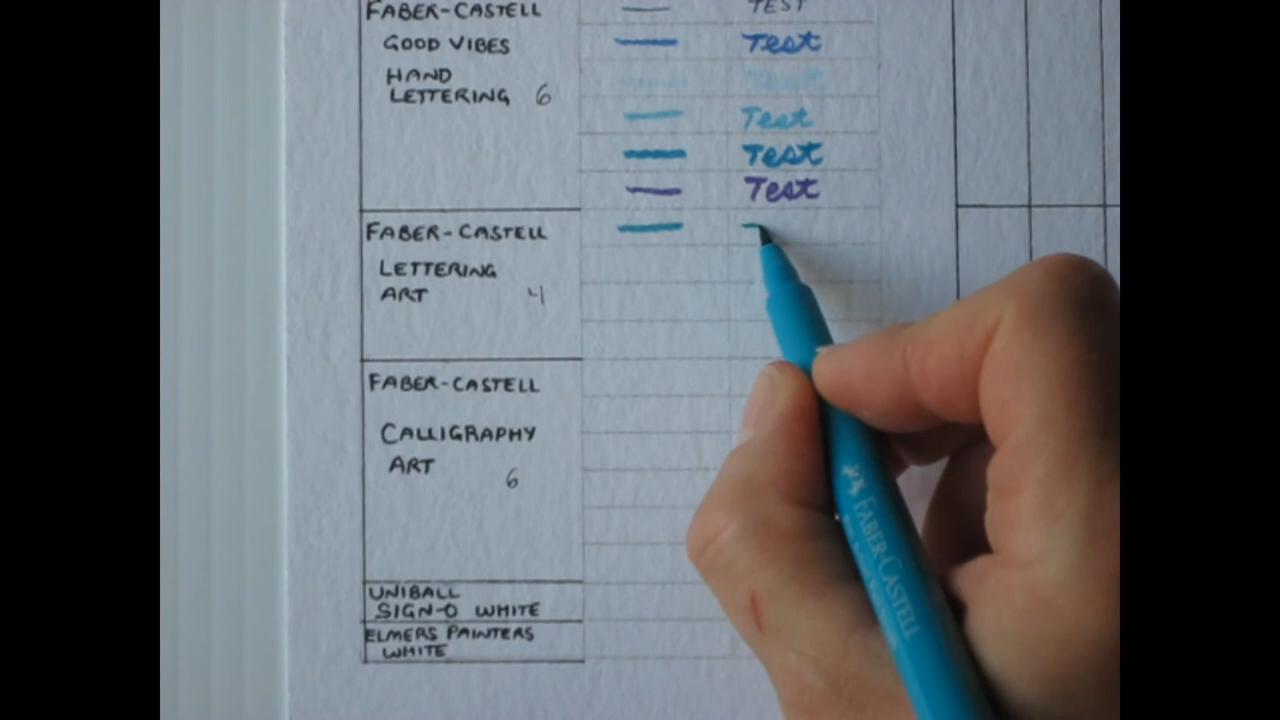 FABER-CASTELL TEST
GOOD VIBES Test
HAND Test
LETTERING 6
Test
Test
Test
FABER-CASTELL
LETTERING
ART 4
FABER-CASTELL
CALLIGRAPHY
ART
6
UNIBALL
SIGN-O WHITE
ELMERS PAINTERS
WHITE
FABER-CASTELL